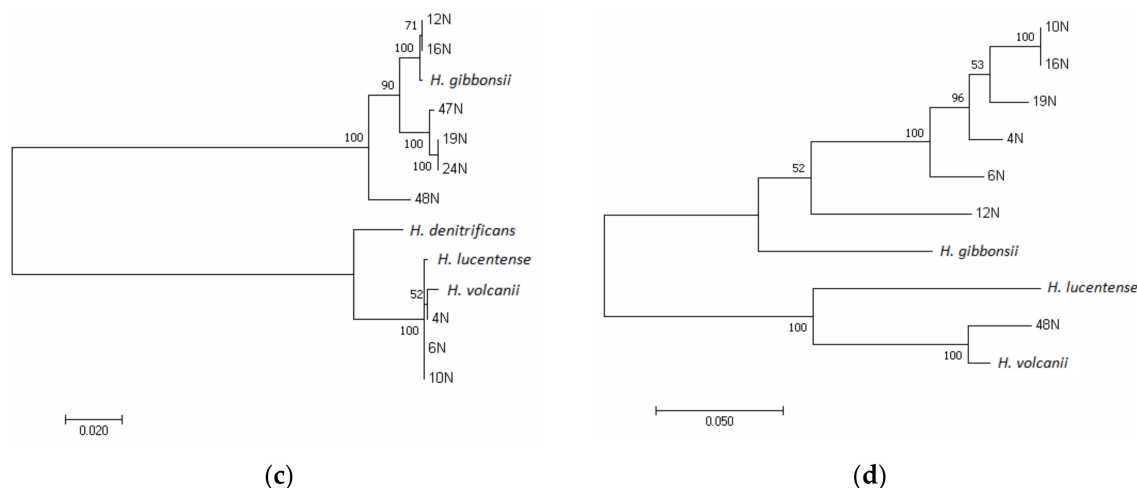 12N
71
16N
100
H. gibbonsii
90
47N
100
19N
100
24N
100
48N
H. denitrificans
H. lucentense
H. volcanii
52
4N
100
6N
10N
0.020
(c)
10N
100
16N
53
19N
96
4N
100
6N
52
12N
H. gibbonsii
H. lucentense
100
48N
100
H. volcanii
0.050
(d)